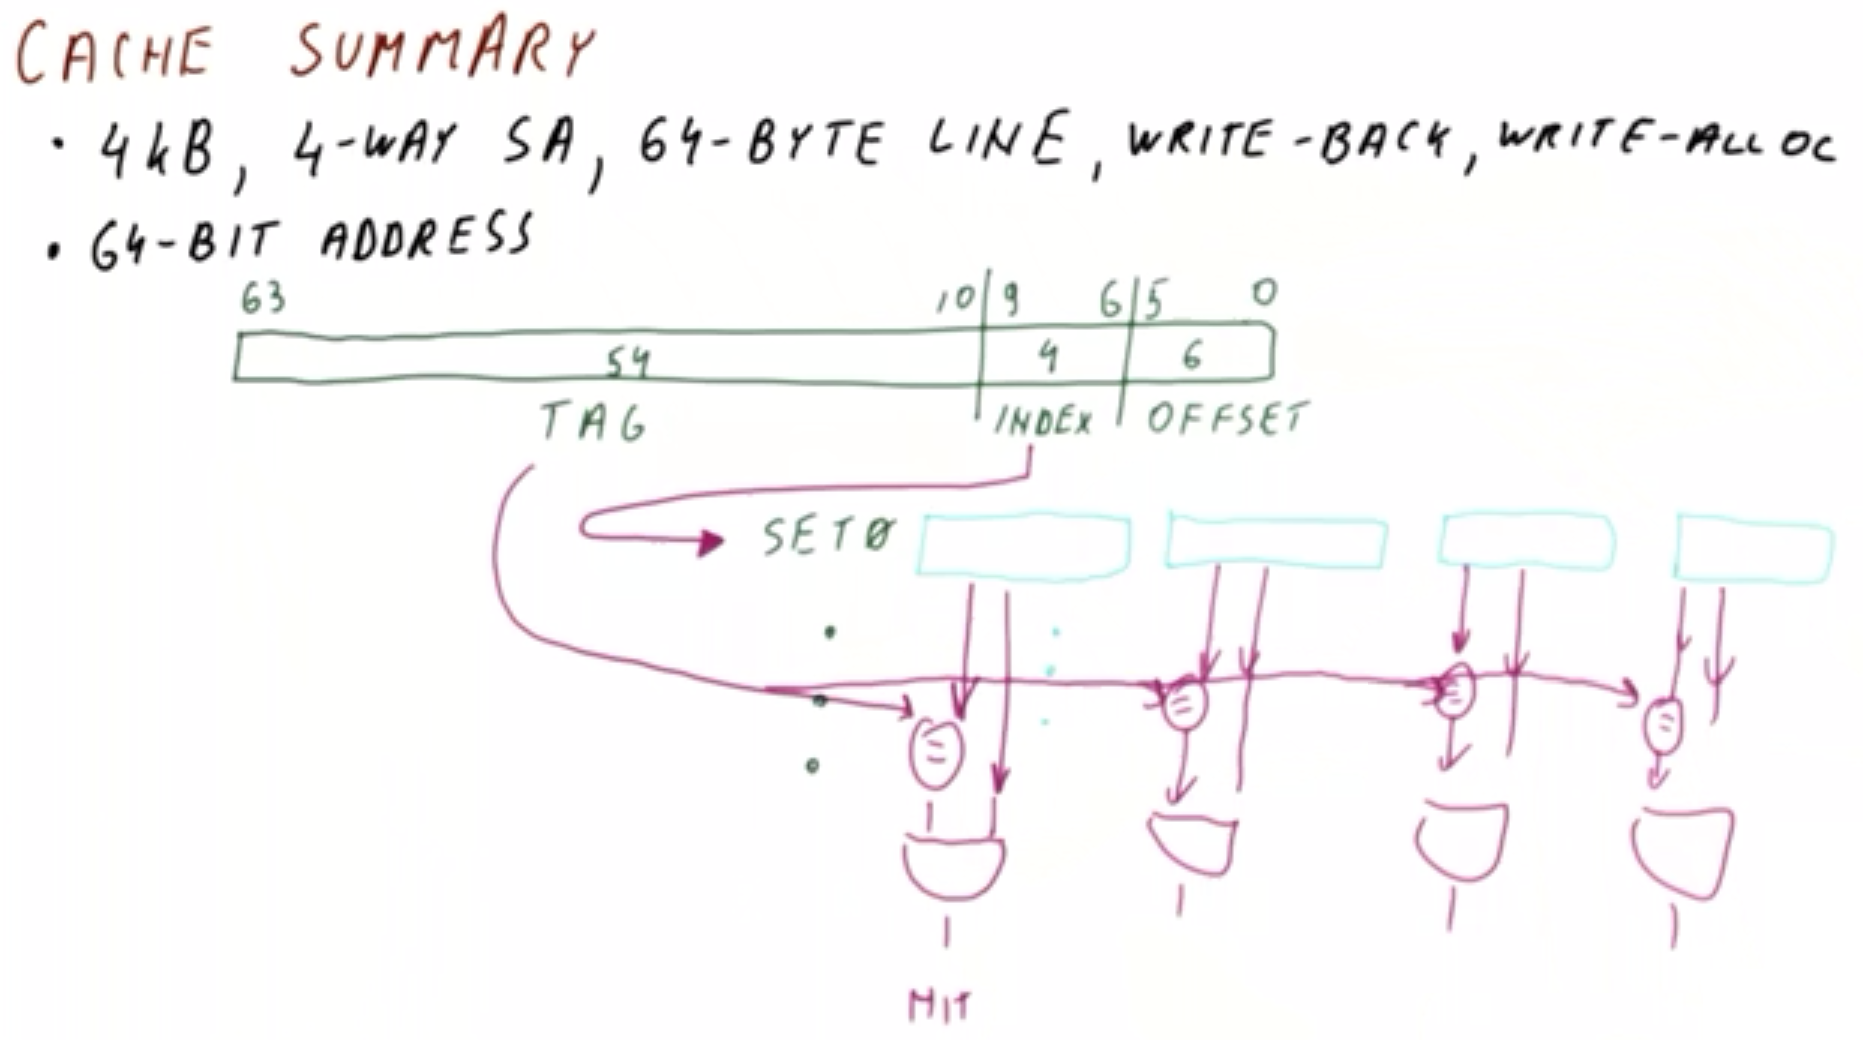 CACHE SUMMARY
• 4kB, 4-WAY SA, 64-BYTE LINE, WRITE-BACK, WRITE-ALLOC
• 64-BIT ADDRESS
63 10 9 6 5 0
54 4 6
TAG INDEX OFFSET
SET0
= = = =
HIT